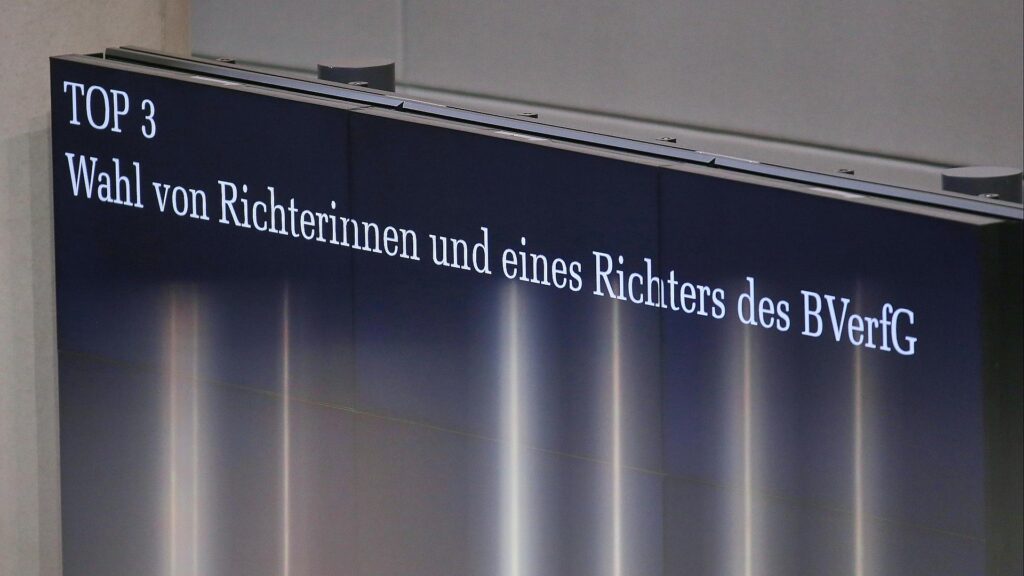 TOP 3
Wahl von Richterinnen und eines Richters des BVerfG